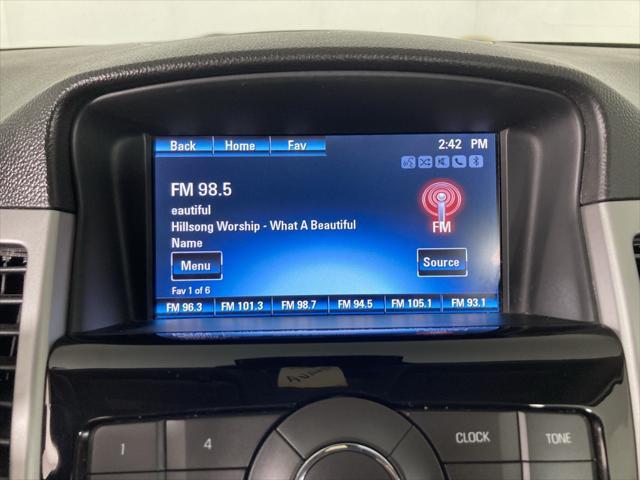 Back Home Fav 2:42 PM
FM 98.5
eautiful
Hillsong Worship - What A Beautiful
Name
FM
Menu Source
Fav 1 of 6
FM 96.3 FM 101.3 FM 98.7 FM 94.5 FM 105.1 FM 93.1
1 4 CLOCK TONE